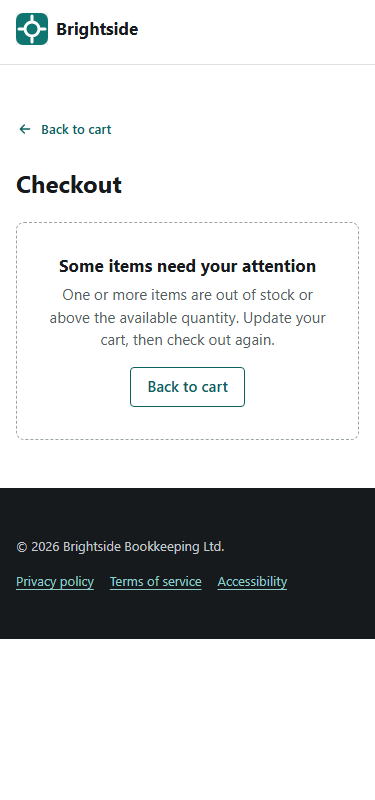 Brightside
Back to cart
Checkout
Some items need your attention
One or more items are out of stock or
above the available quantity. Update your
cart, then check out again.
Back to cart
© 2026 Brightside Bookkeeping Ltd.
Privacy policy Terms of service Accessibility